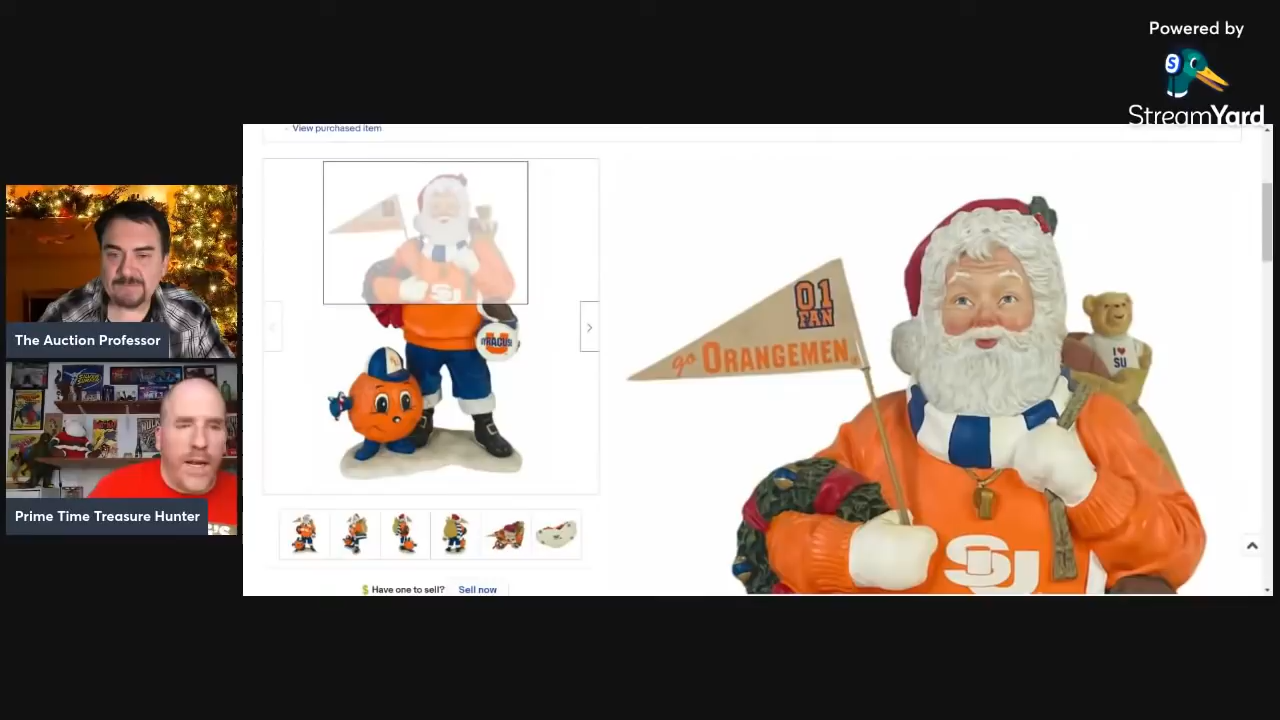 Powered by
S
StreamYard
View purchased item
01
FAN
go ORANGEMEN
I ♥
SU
SU
SU
The Auction Professor
Prime Time Treasure Hunter
Have one to sell? Sell now